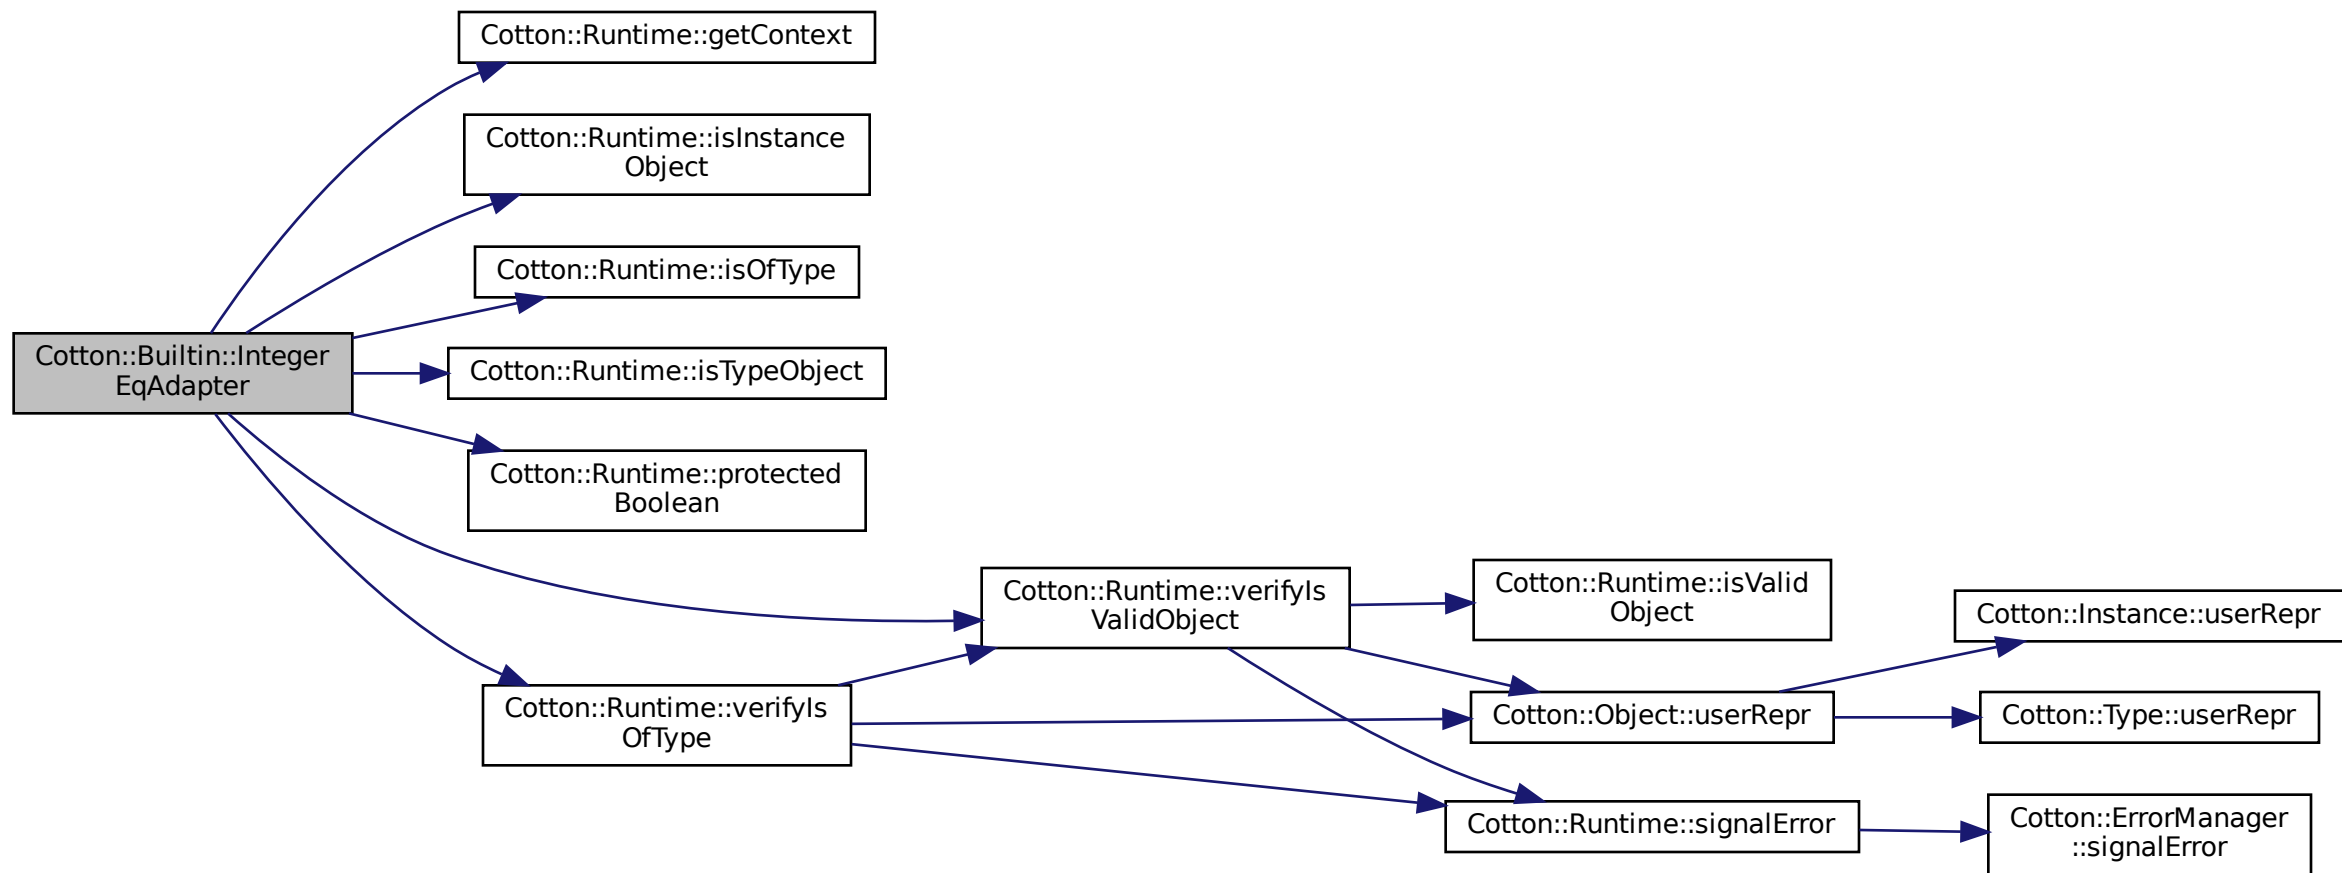 Cotton::Runtime::getContext
Cotton::Runtime::isInstance
Object
Cotton::Runtime::isOfType
Cotton::Builtin::Integer
EqAdapter
Cotton::Runtime::isTypeObject
Cotton::Runtime::protected
Boolean
Cotton::Runtime::verifyIs
ValidObject
Cotton::Runtime::isValid
Object
Cotton::Instance::userRepr
Cotton::Runtime::verifyIs
OfType
Cotton::Object::userRepr
Cotton::Type::userRepr
Cotton::Runtime::signalError
Cotton::ErrorManager
::signalError